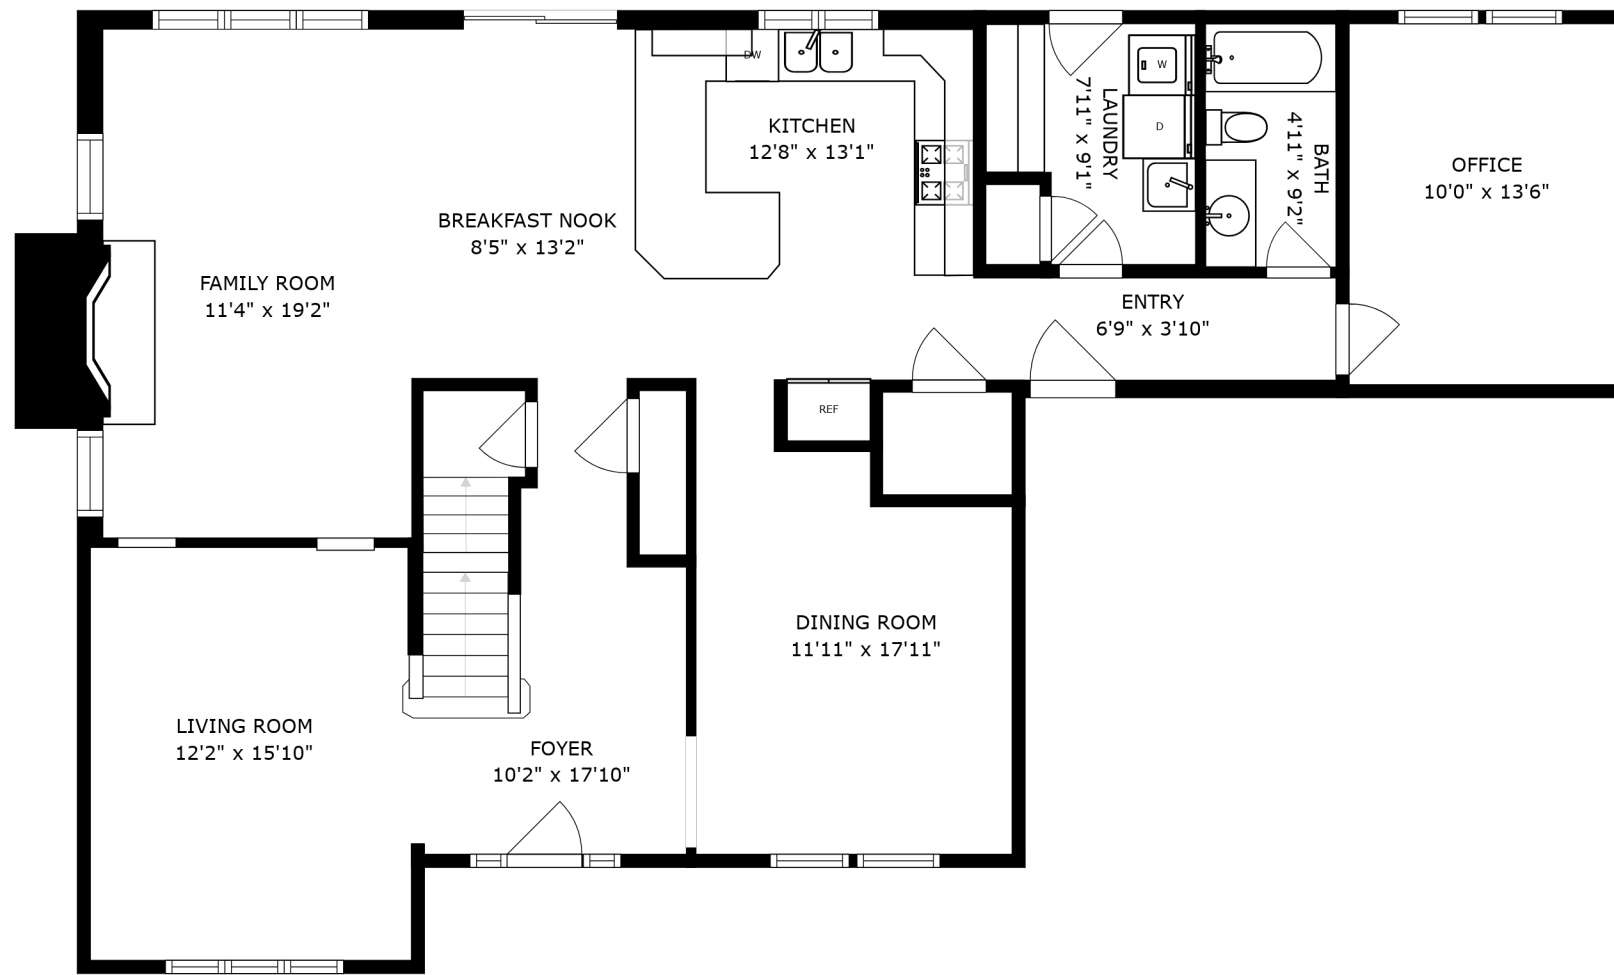 DW
W
D
KITCHEN
12'8" x 13'1"
LAUNDRY
7'11" x 9'1"
BATH
4'11" x 9'2"
OFFICE
10'0" x 13'6"
BREAKFAST NOOK
8'5" x 13'2"
FAMILY ROOM
11'4" x 19'2"
ENTRY
6'9" x 3'10"
REF
DINING ROOM
11'11" x 17'11"
LIVING ROOM
12'2" x 15'10"
FOYER
10'2" x 17'10"